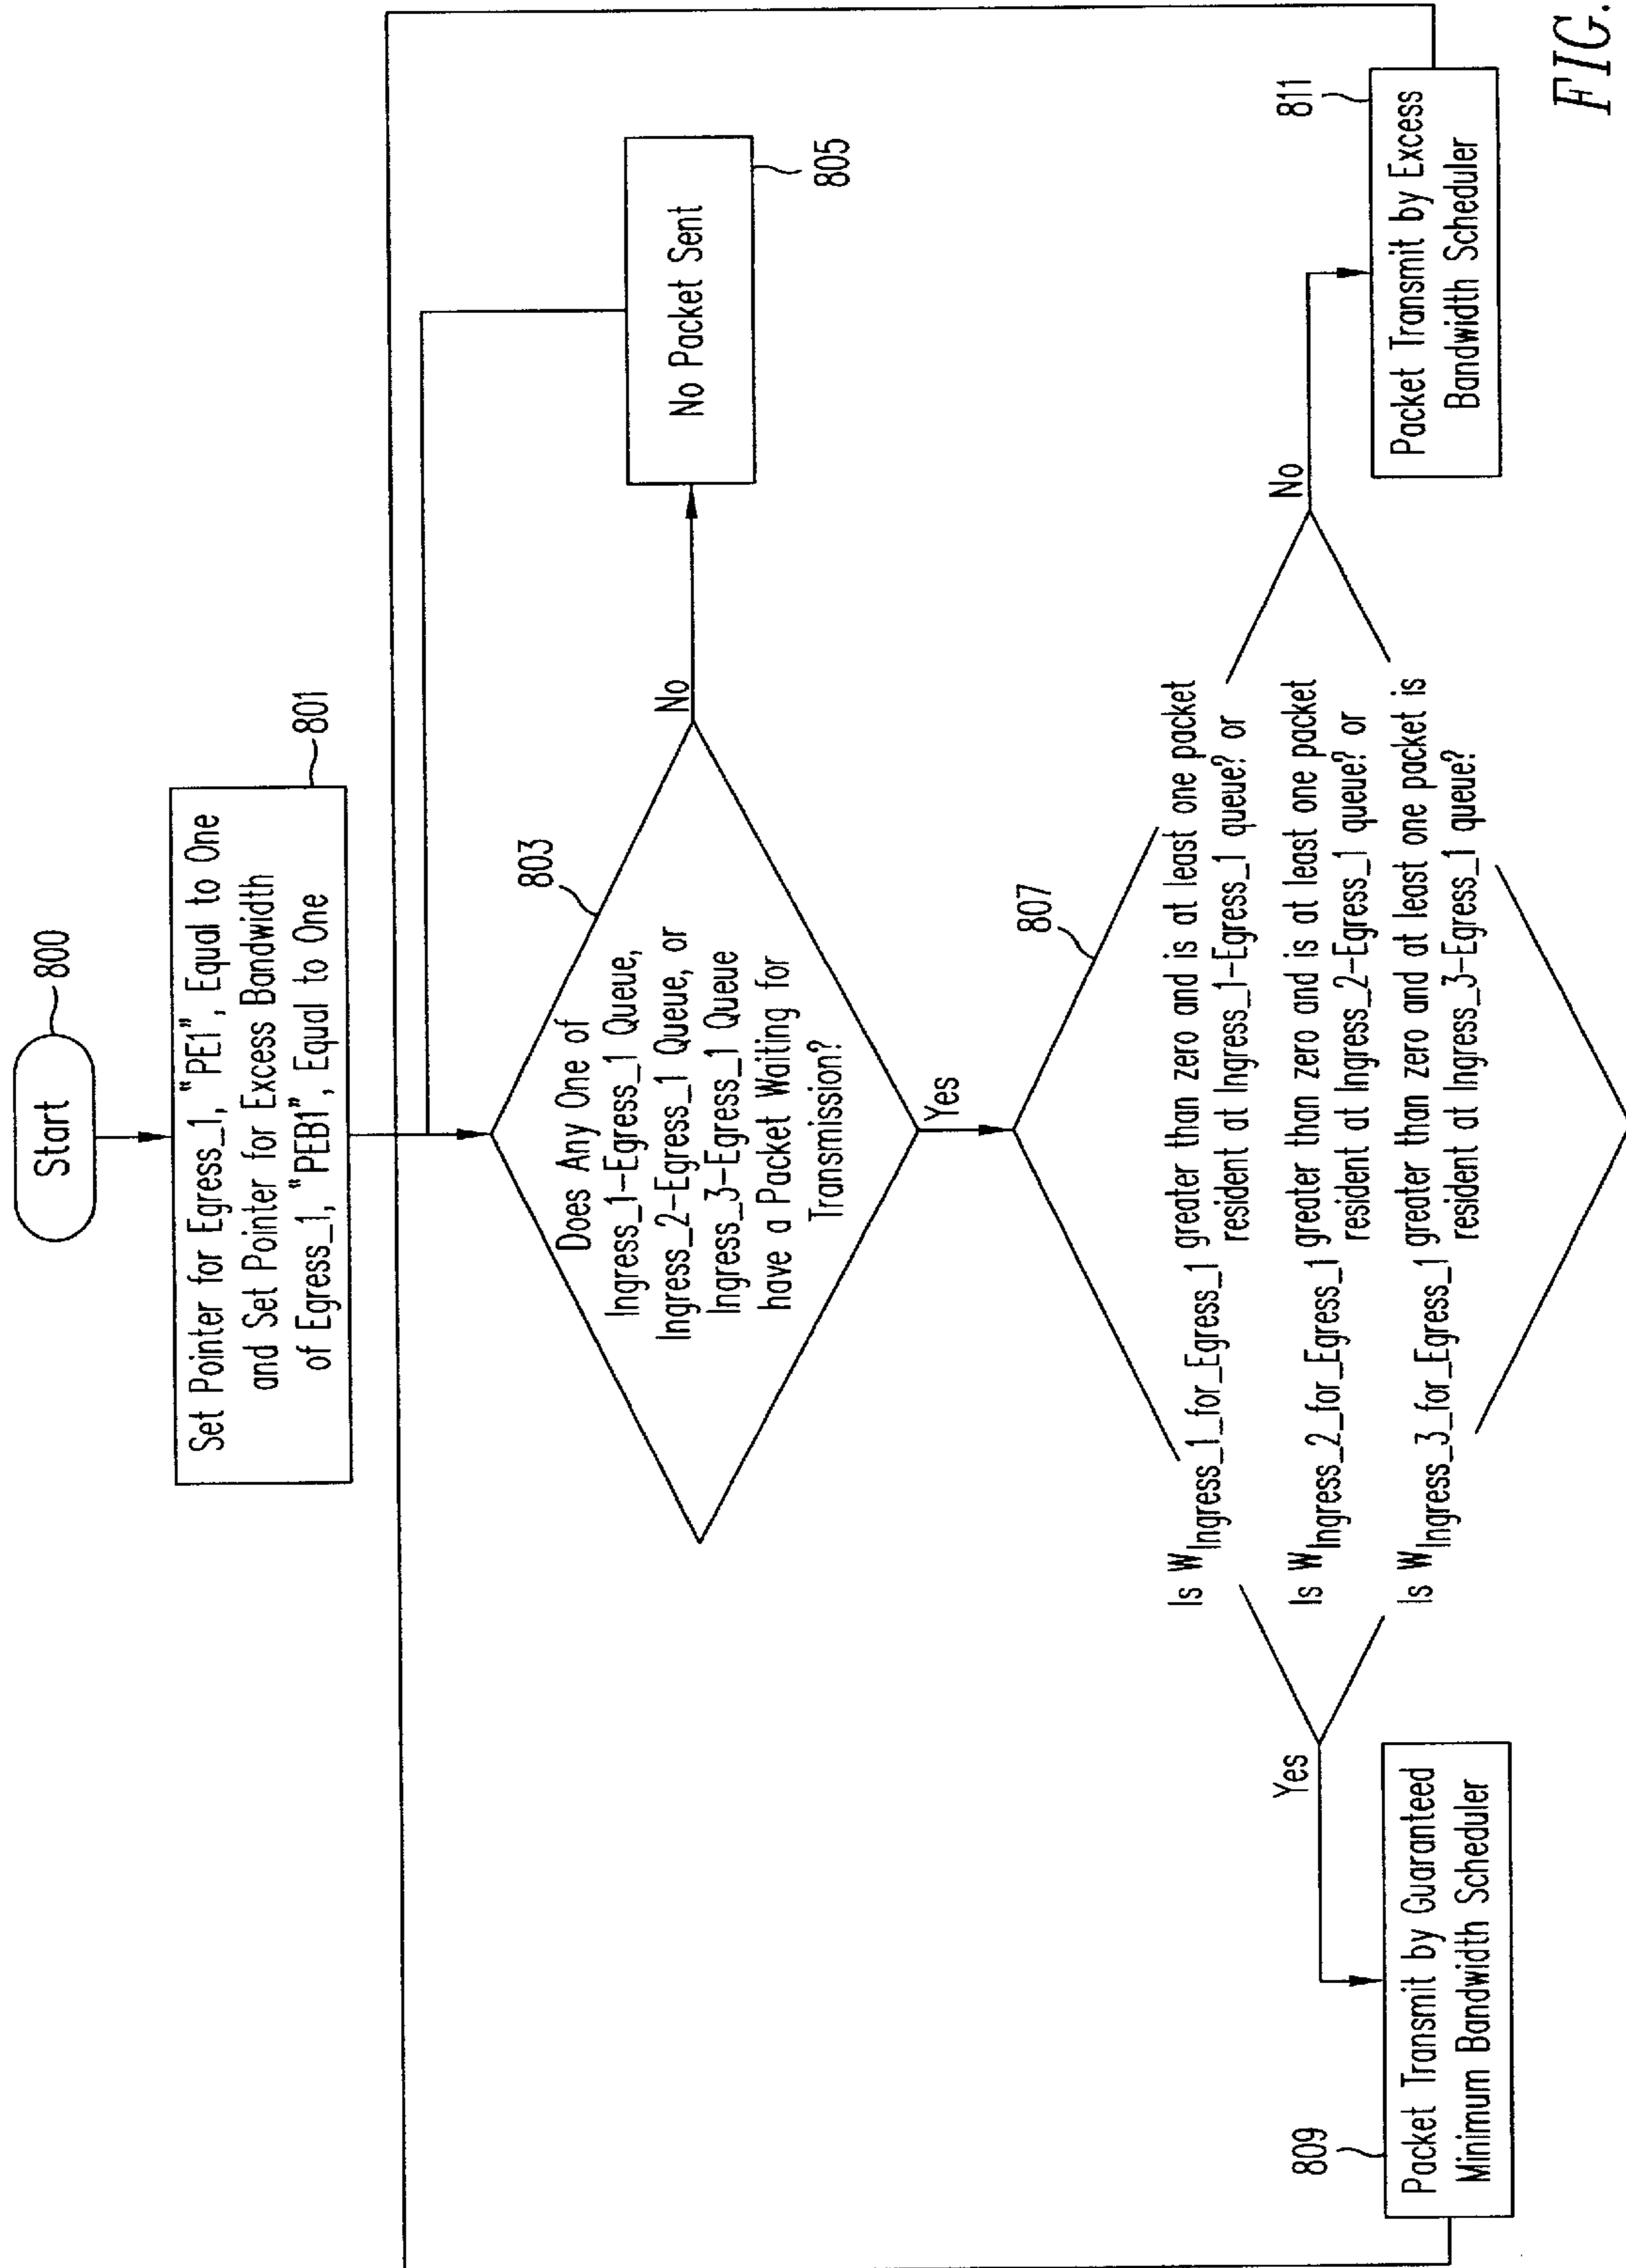 Start
800
Set Pointer for Egress_1, "PE1", Equal to One
and Set Pointer for Excess Bandwidth
of Egress_1, "PEB1", Equal to One
801
803
Does Any One of
Ingress_1-Egress_1 Queue,
Ingress_2-Egress_1 Queue, or
Ingress_3-Egress_1 Queue
have a Packet Waiting for
Transmission?
No
No Packet Sent
805
Yes
807
Is WIngress_1_for_Egress_1 greater than zero and is at least one packet
resident at Ingress_1-Egress_1 queue? or
Is WIngress_2_for_Egress_1 greater than zero and is at least one packet
resident at Ingress_2-Egress_1 queue? or
Is WIngress_3_for_Egress_1 greater than zero and at least one packet is
resident at Ingress_3-Egress_1 queue?
Yes
809
Packet Transmit by Guaranteed
Minimum Bandwidth Scheduler
No
811
Packet Transmit by Excess
Bandwidth Scheduler
FIG.